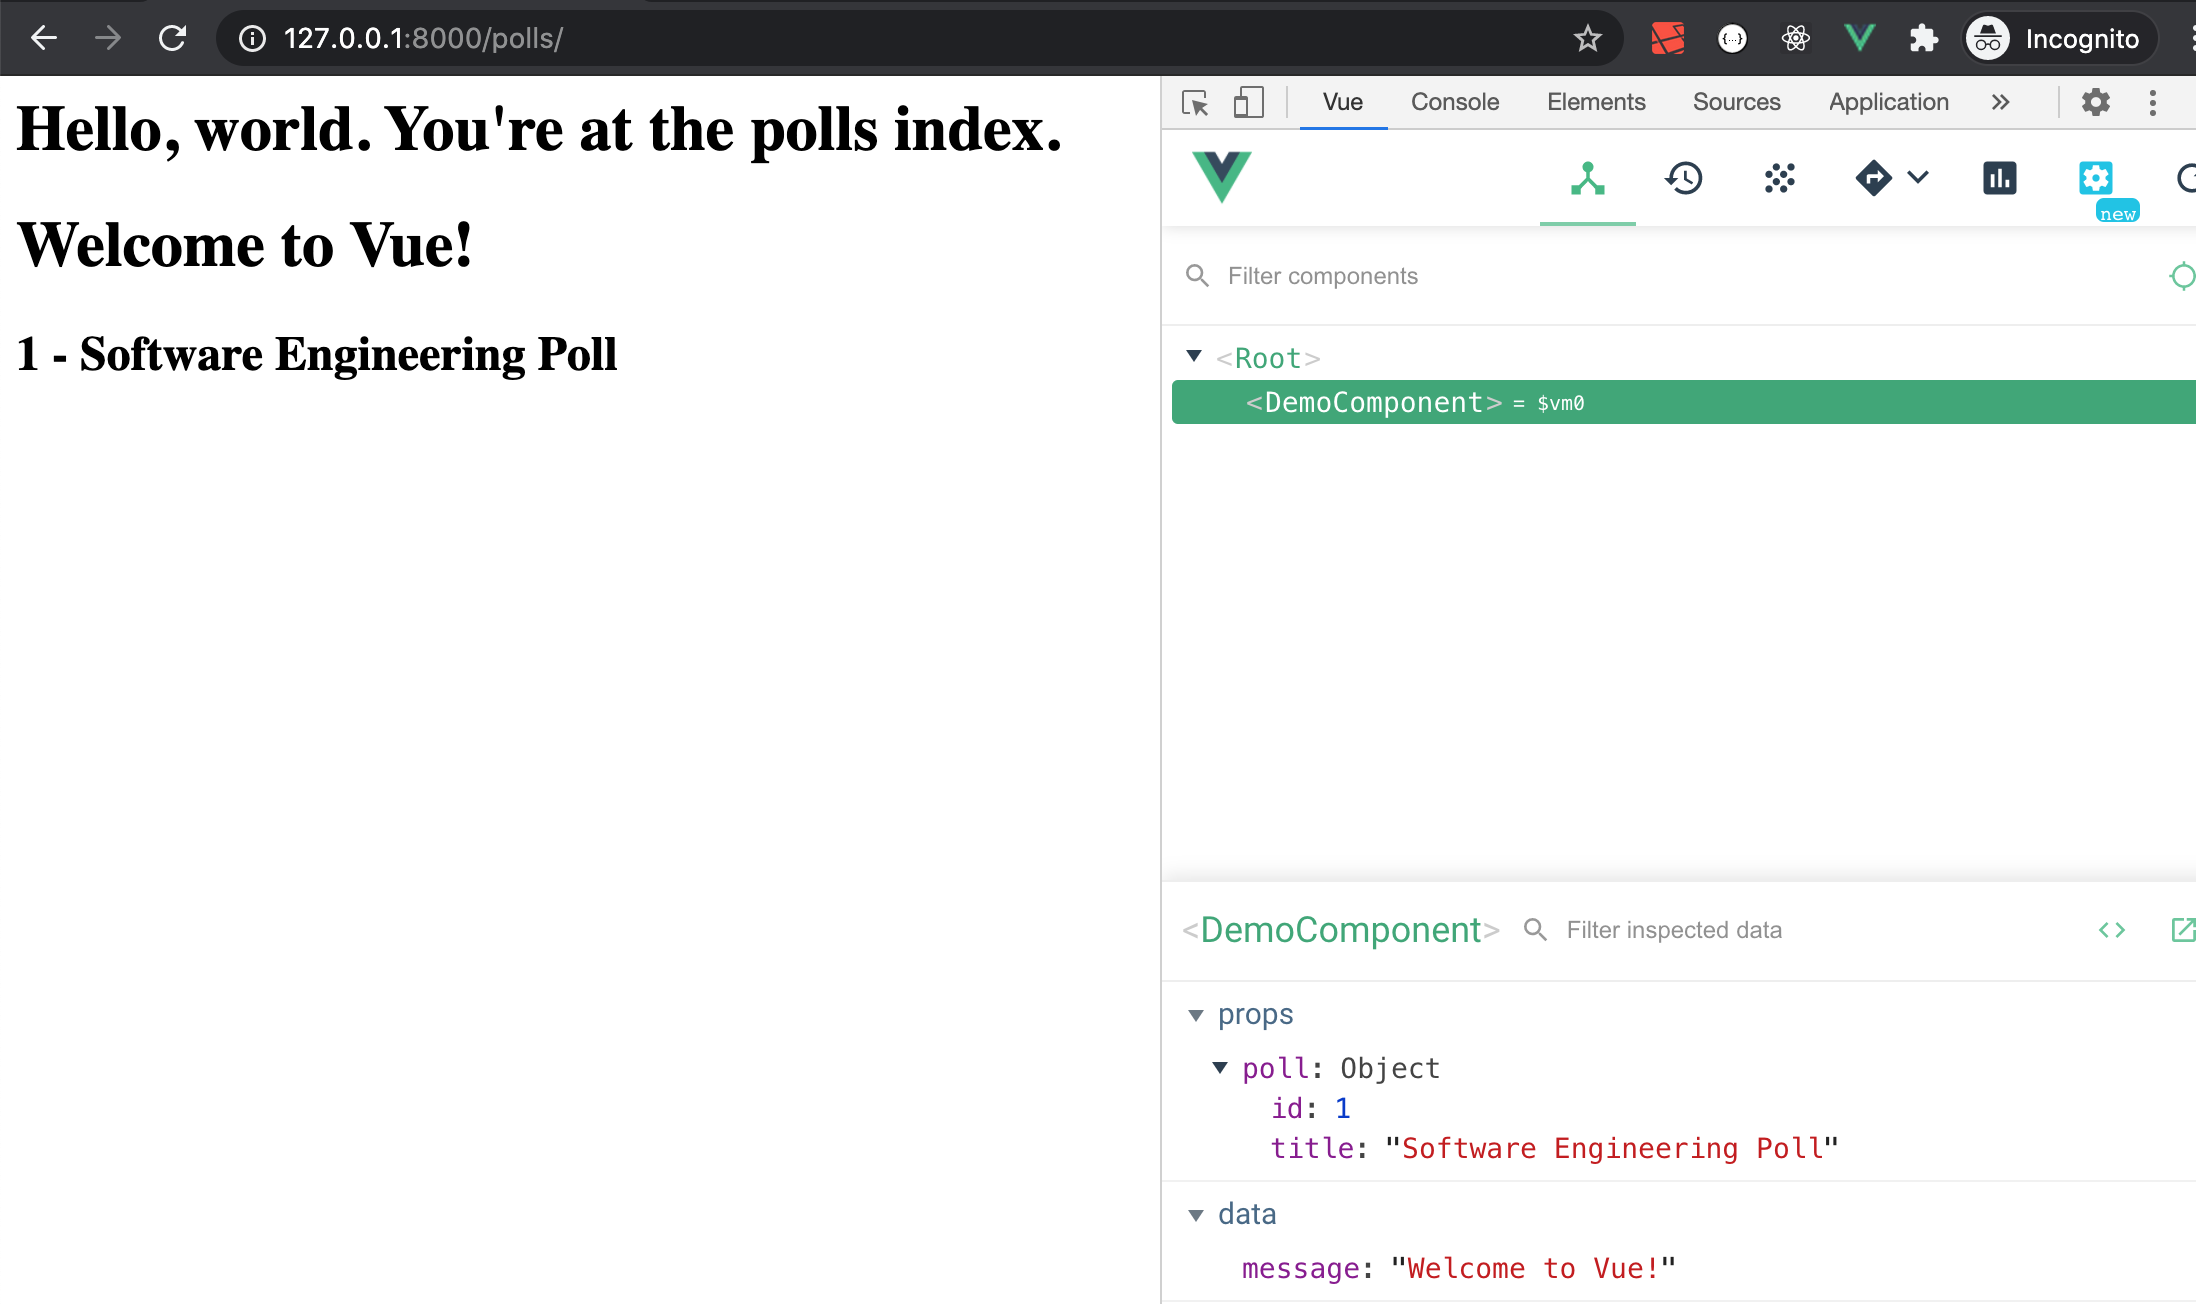 127.0.0.1:8000/polls/
Incognito
Hello, world. You're at the polls index.
Welcome to Vue!
1 - Software Engineering Poll
Vue Console Elements Sources Application
new
Filter components
<Root>
<DemoComponent> = $vm0
<DemoComponent> Filter inspected data
props
poll: Object
id: 1
title: "Software Engineering Poll"
data
message: "Welcome to Vue!"